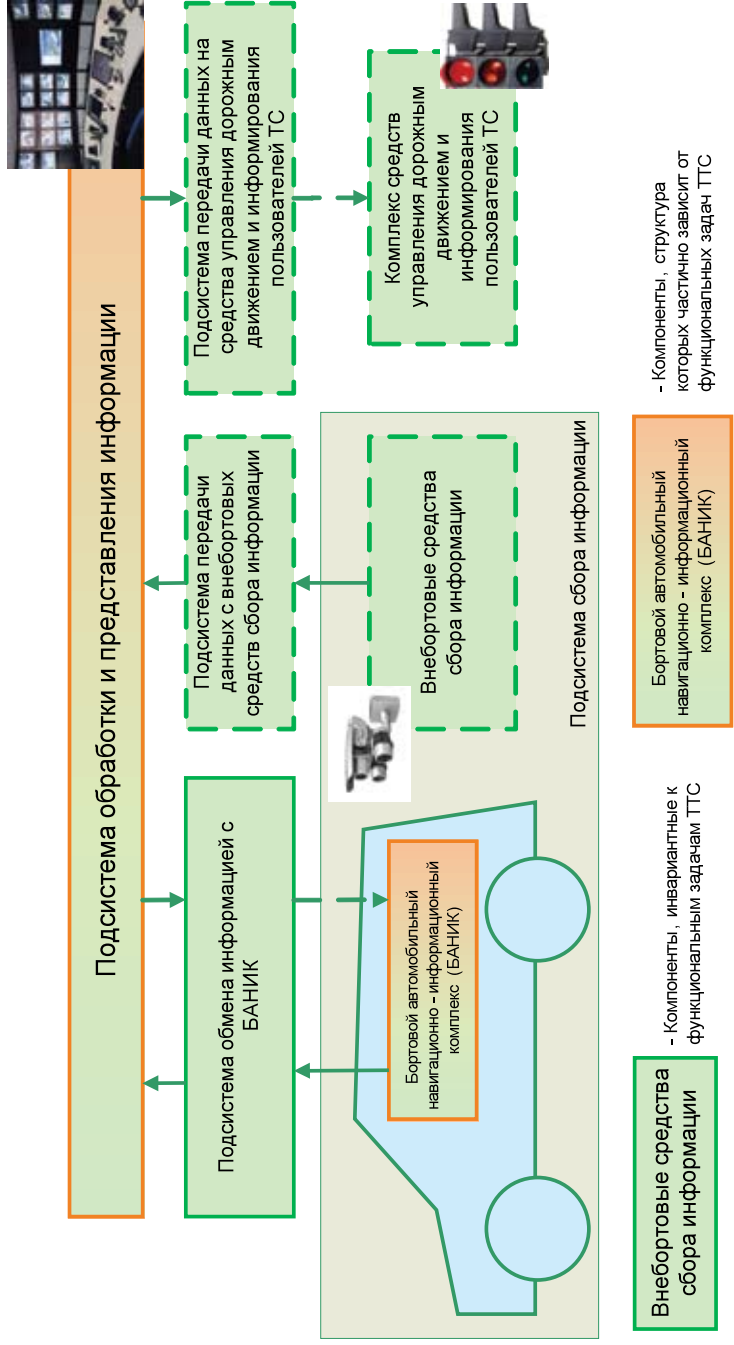 Подсистема обработки и представления информации
Подсистема обмена информацией с
БАНИК
Подсистема передачи
данных с внебортовых
средств сбора информации
Подсистема передачи данных на
средства управления дорожным
движением и информирования
пользователей ТС
Бортовой автомобильный
навигационно - информационный
комплекс (БАНИК)
Внебортовые средства
сбора информации
Комплекс средств
управления дорожным
движением и
информирования
пользователей ТС
Подсистема сбора информации
Внебортовые средства
сбора информации
- Компоненты, инвариантные к
функциональным задачам ТТС
Бортовой автомобильный
навигационно - информационный
комплекс (БАНИК)
- Компоненты, структура
которых частично зависит от
функциональных задач ТТС